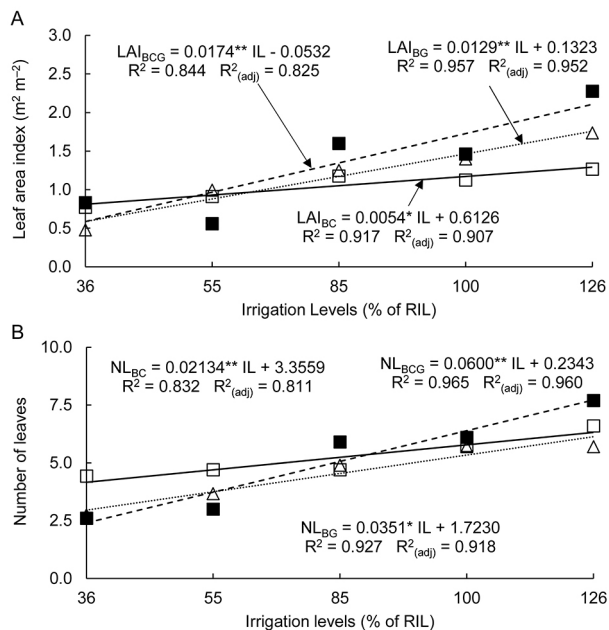 A
LAI_BCG = 0.0174** IL - 0.0532
R² = 0.844 R²(adj) = 0.825
LAI_BG = 0.0129** IL + 0.1323
R² = 0.957 R²(adj) = 0.952
LAI_BC = 0.0054* IL + 0.6126
R² = 0.917 R²(adj) = 0.907
Leaf area index (m² m⁻²)
3.0
2.5
2.0
1.5
1.0
0.5
0.0
36 55 85 100 126
Irrigation Levels (% of RIL)
B
NL_BC = 0.02134** IL + 3.3559
R² = 0.832 R²(adj) = 0.811
NL_BCG = 0.0600** IL + 0.2343
R² = 0.965 R²(adj) = 0.960
NL_BG = 0.0351* IL + 1.7230
R² = 0.927 R²(adj) = 0.918
Number of leaves
10.0
7.5
5.0
2.5
0.0
36 55 85 100 126
Irrigation levels (% of RIL)